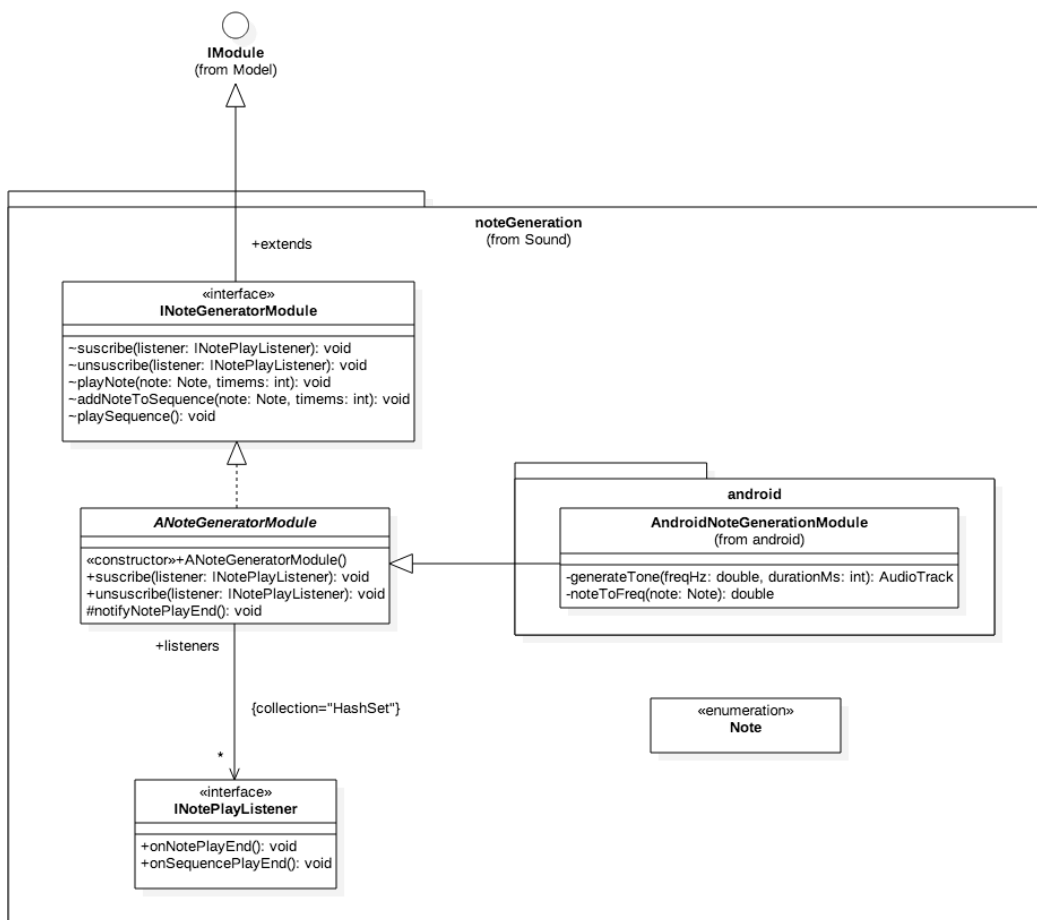 IModule
(from Model)
noteGeneration
(from Sound)
+extends
«interface»
INoteGeneratorModule
~suscribe(listener: INotePlayListener): void
~unsuscribe(listener: INotePlayListener): void
~playNote(note: Note, timems: int): void
~addNoteToSequence(note: Note, timems: int): void
~playSequence(): void
android
ANoteGeneratorModule
«constructor»+ANoteGeneratorModule()
+suscribe(listener: INotePlayListener): void
+unsuscribe(listener: INotePlayListener): void
#notifyNotePlayEnd(): void
AndroidNoteGenerationModule
(from android)
-generateTone(freqHz: double, durationMs: int): AudioTrack
-noteToFreq(note: Note): double
+listeners
{collection="HashSet"}
*
«enumeration»
Note
«interface»
INotePlayListener
+onNotePlayEnd(): void
+onSequencePlayEnd(): void